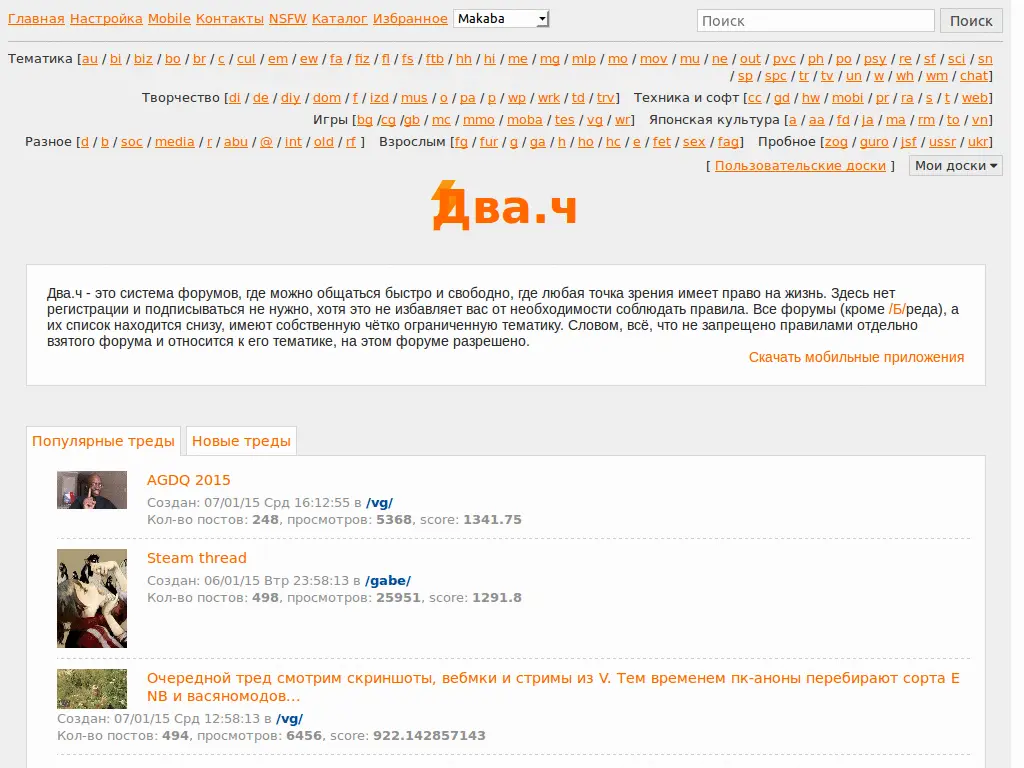 Главная Настройка Mobile Контакты NSFW Каталог Избранное Makaba Поиск Поиск
Тематика [au / bi / biz / bo / br / c / cul / em / ew / fa / fiz / fl / fs / ftb / hh / hi / me / mg / mlp / mo / mov / mu / ne / out / pvc / ph / po / psy / re / sf / sci / sn
/ sp / spc / tr / tv / un / w / wh / wm / chat]
Творчество [di / de / diy / dom / f / izd / mus / o / pa / p / wp / wrk / td / trv] Техника и софт [cc / gd / hw / mobi / pr / ra / s / t / web]
Игры [bg /cg /gb / mc / mmo / moba / tes / vg / wr] Японская культура [a / aa / fd / ja / ma / rm / to / vn]
Разное [d / b / soc / media / r / abu / @ / int / old / rf ] Взрослым [fg / fur / g / ga / h / ho / hc / e / fet / sex / fag] Пробное [zog / guro / jsf / ussr / ukr]
[ Пользовательские доски ] Мои доски
Два.ч
Два.ч - это система форумов, где можно общаться быстро и свободно, где любая точка зрения имеет право на жизнь. Здесь нет
регистрации и подписываться не нужно, хотя это не избавляет вас от необходимости соблюдать правила. Все форумы (кроме /Б/реда), а
их список находится снизу, имеют собственную чётко ограниченную тематику. Словом, всё, что не запрещено правилами отдельно
взятого форума и относится к его тематике, на этом форуме разрешено.
Скачать мобильные приложения
Популярные треды Новые треды
AGDQ 2015
Создан: 07/01/15 Срд 16:12:55 в /vg/
Кол-во постов: 248, просмотров: 5368, score: 1341.75
Steam thread
Создан: 06/01/15 Втр 23:58:13 в /gabe/
Кол-во постов: 498, просмотров: 25951, score: 1291.8
Очередной тред смотрим скриншоты, вебмки и стримы из V. Тем временем пк-аноны перебирают сорта E
NB и васяномодов...
Создан: 07/01/15 Срд 12:58:13 в /vg/
Кол-во постов: 494, просмотров: 6456, score: 922.142857143